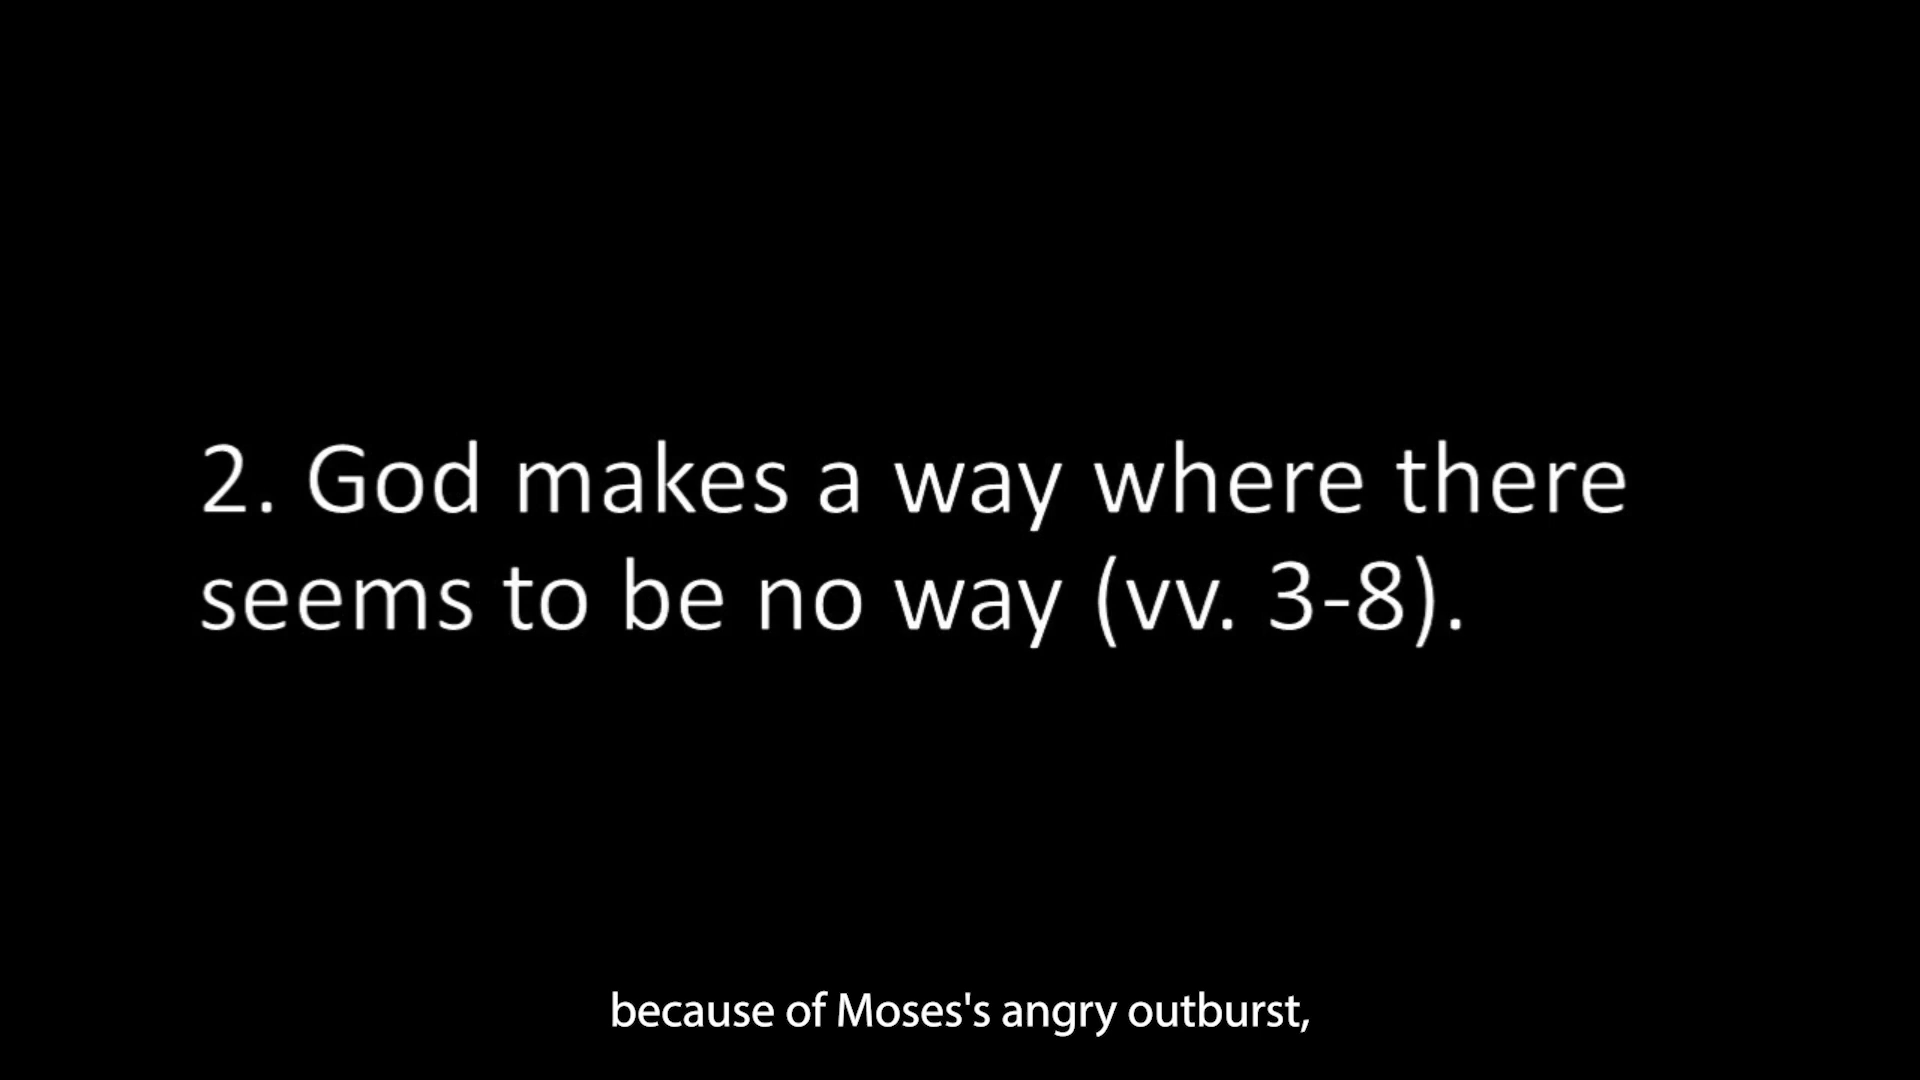 2. God makes a way where there
seems to be no way (vv. 3-8).
because of Moses's angry outburst,